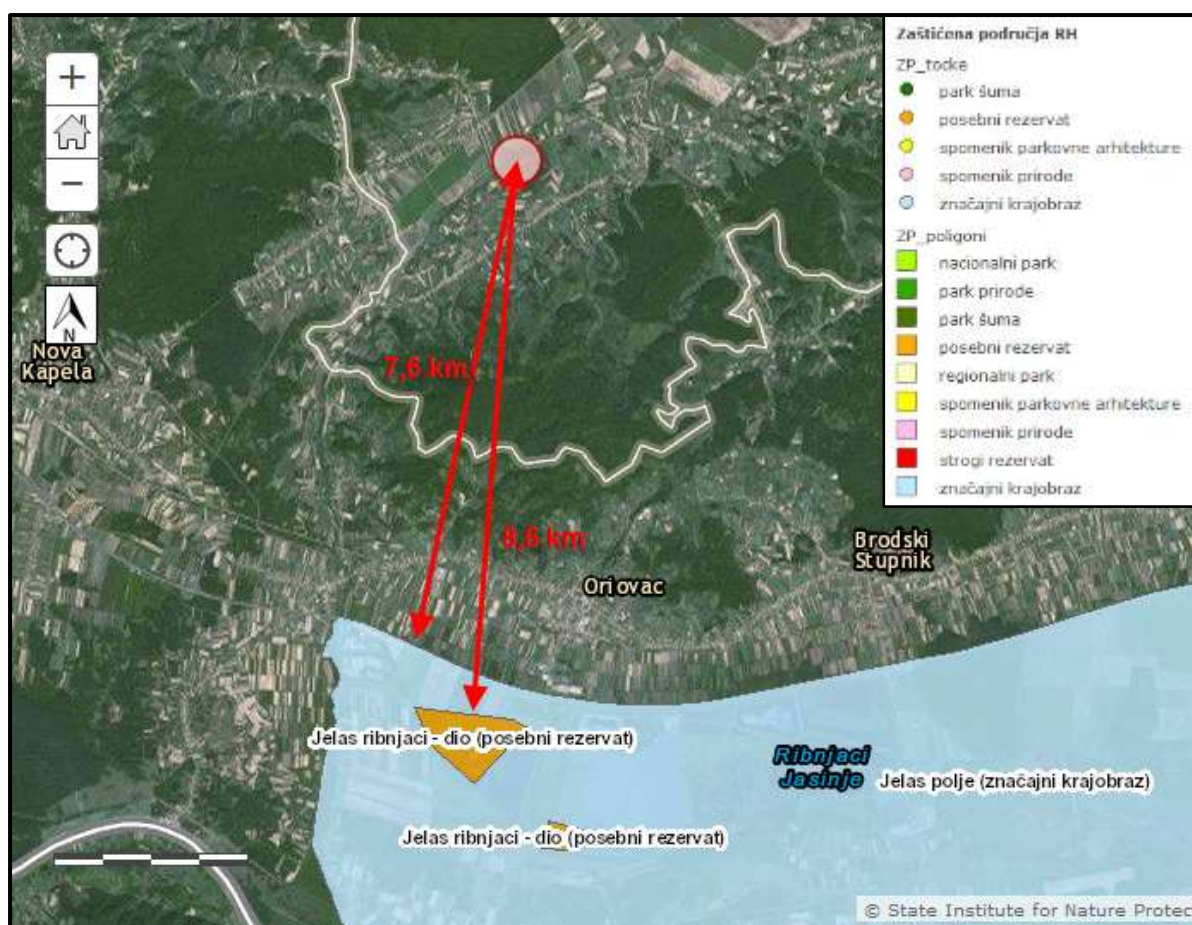 Zaštićena područja RH
ZP_tocke
park šuma
posebni rezervat
spomenik parkovne arhitekture
spomenik prirode
značajni krajobraz
ZP_poligoni
nacionalni park
park prirode
park šuma
posebni rezervat
regionalni park
spomenik parkovne arhitekture
spomenik prirode
strogi rezervat
značajni krajobraz
N
Nova
Kapela
7,6 km
8,6 km
Oriovac
Brodski
Stupnik
Jelas ribnjaci - dio (posebni rezervat)
Ribnjaci
Jasinje
Jelas polje (značajni krajobraz)
Jelas ribnjaci - dio (posebni rezervat)
© State Institute for Nature Protec